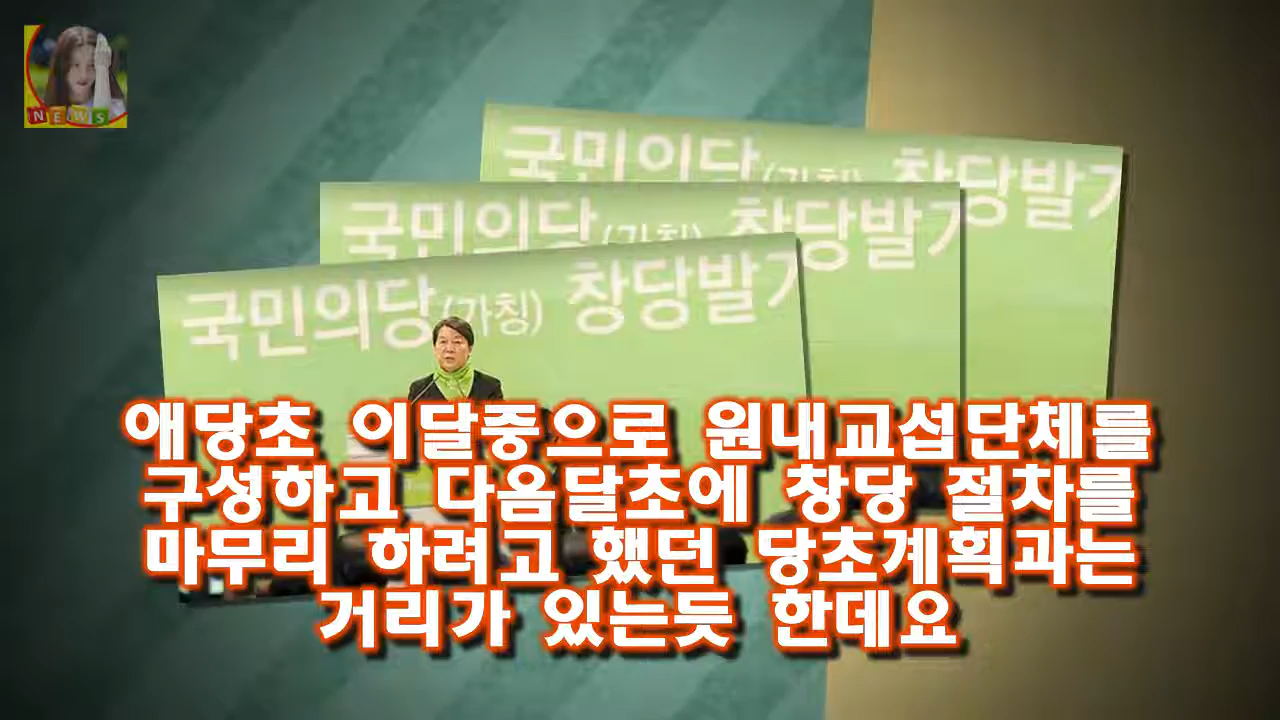 NEWS
국민의당(가칭) 창당발기
국민의당(가칭) 창당발기
국민의당(가칭) 창당발기
애당초 이달중으로 원내교섭단체를
구성하고 다음달초에 창당 절차를
마무리 하려고 했던 당초계획과는
거리가 있는듯 한데요